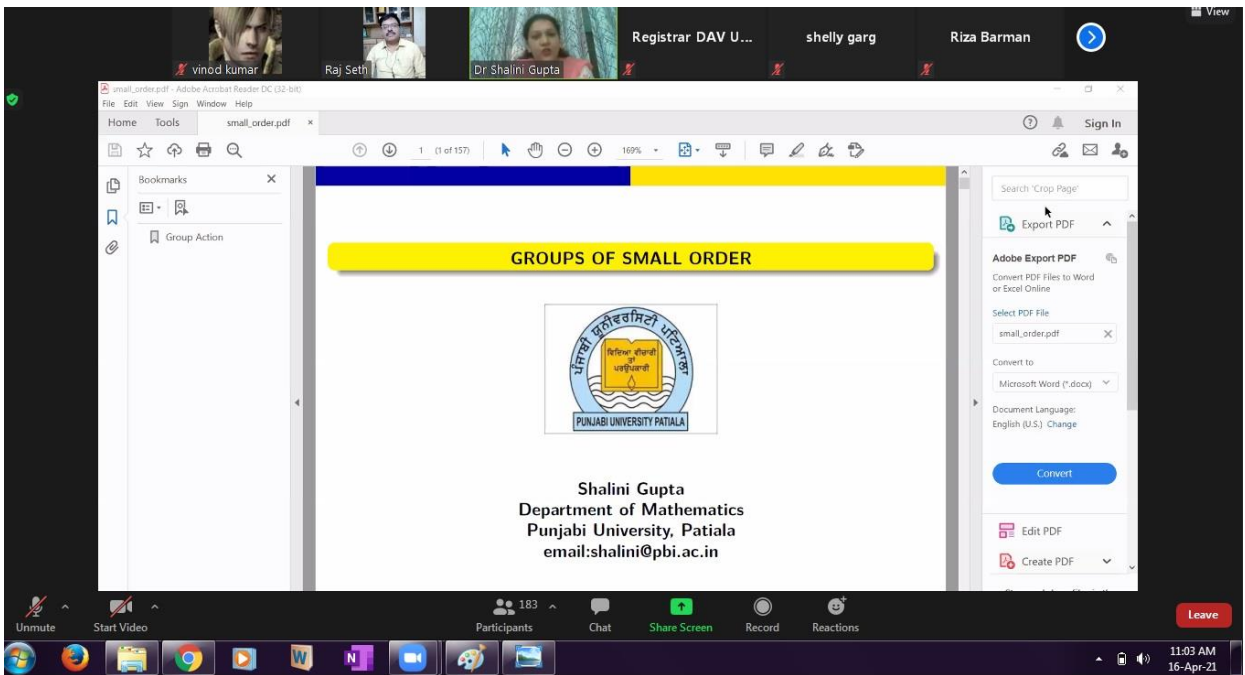 View
vinod kumar
Raj Seth
Dr Shalini Gupta
Registrar DAV U...
shelly garg
Riza Barman
small_order.pdf - Adobe Acrobat Reader DC (32-bit)
File Edit View Sign Window Help
Home Tools small_order.pdf × Sign In
1 (1 of 157) 169%
Bookmarks
Group Action
GROUPS OF SMALL ORDER
ਪੰਜਾਬੀ ਯੂਨੀਵਰਸਿਟੀ ਪਟਿਆਲਾ
ਵਿਦਿਆ ਵੀਚਾਰੀ
ਤਾਂ
ਪਰਉਪਕਾਰੀ
PUNJABI UNIVERSITY PATIALA
Shalini Gupta
Department of Mathematics
Punjabi University, Patiala
email:shalini@pbi.ac.in
Search 'Crop Page'
Export PDF
Adobe Export PDF
Convert PDF Files to Word
or Excel Online
Select PDF File
small_order.pdf
Convert to
Microsoft Word (*.docx)
Document Language:
English (U.S.) Change
Convert
Edit PDF
Create PDF
Unmute
Start Video
183
Participants
Chat
Share Screen
Record
Reactions
Leave
11:03 AM
16-Apr-21